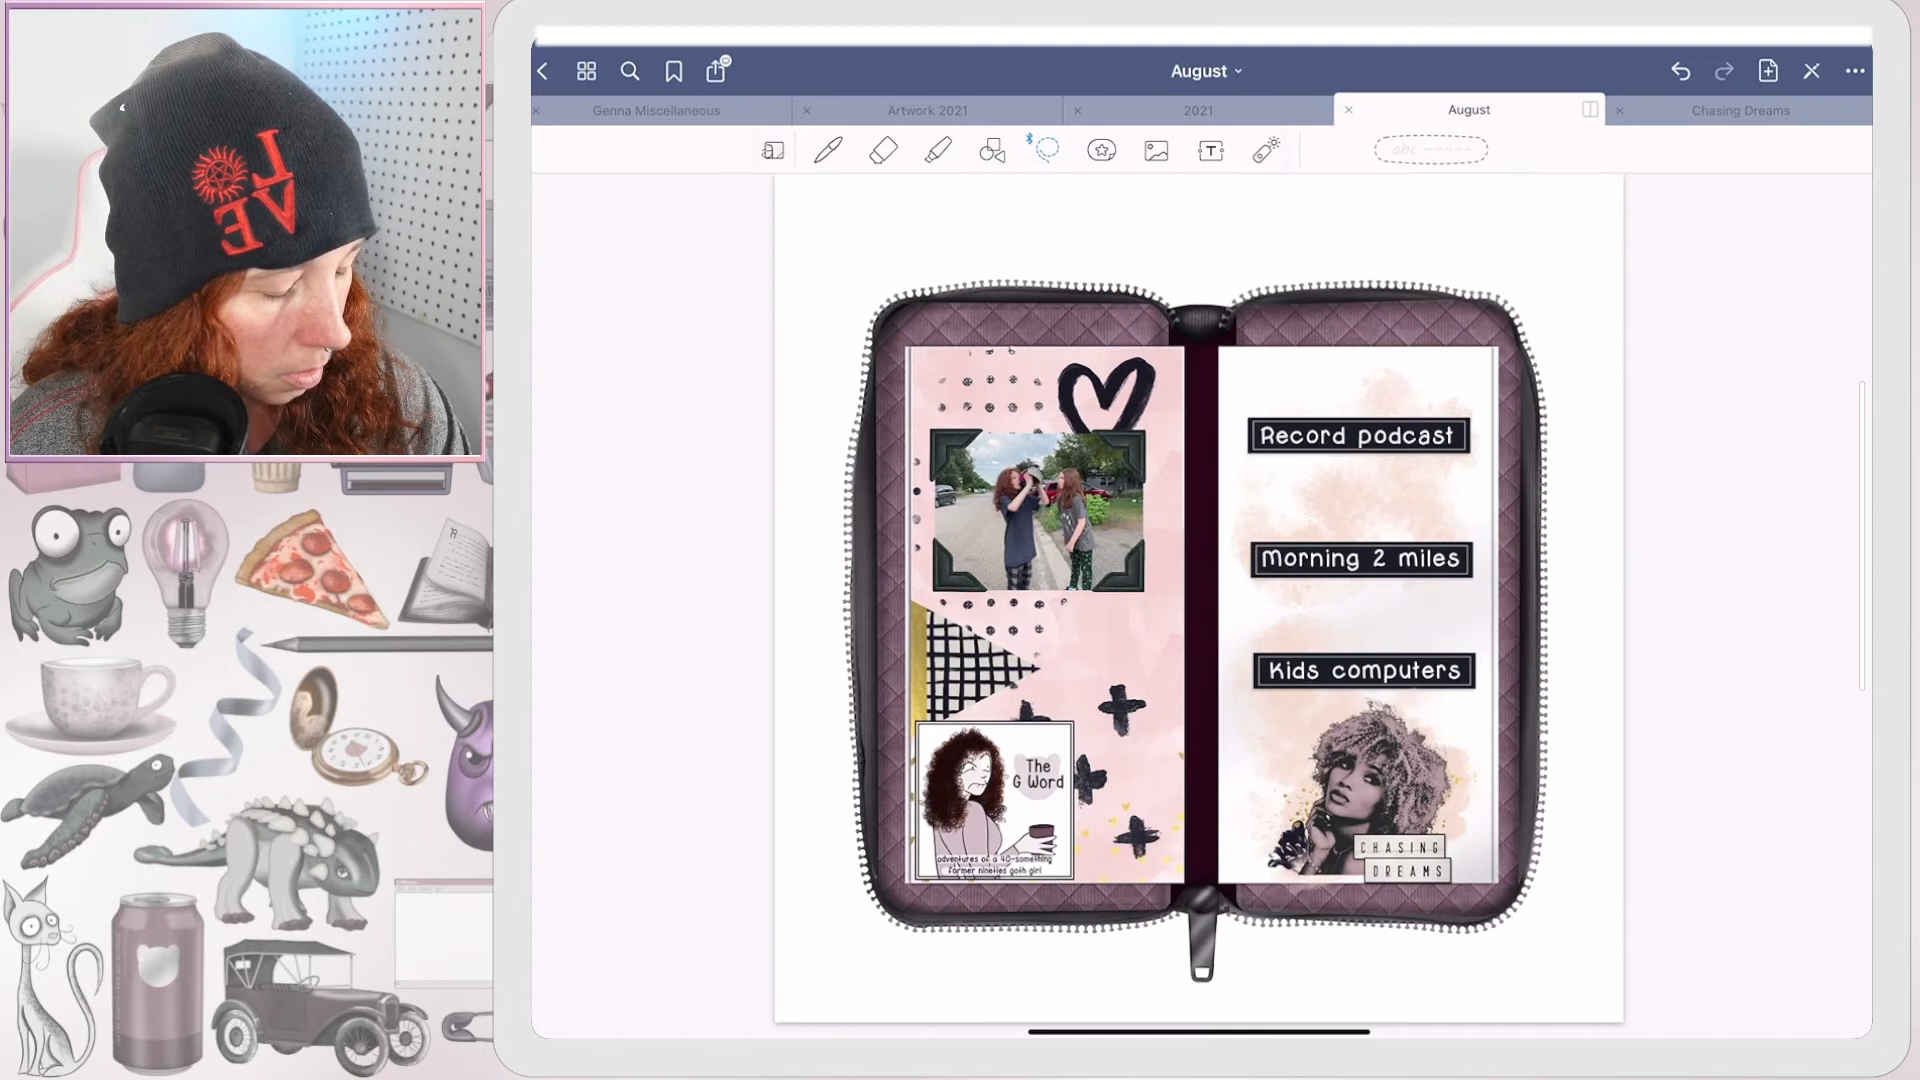 LO
VE
August
Genna Miscellaneous
Artwork 2021
2021
August
Chasing Dreams
abc
T
Record podcast
Morning 2 miles
Kids computers
The
G Word
adventures of a 40-something
former nineties goth girl
CHASING
DREAMS